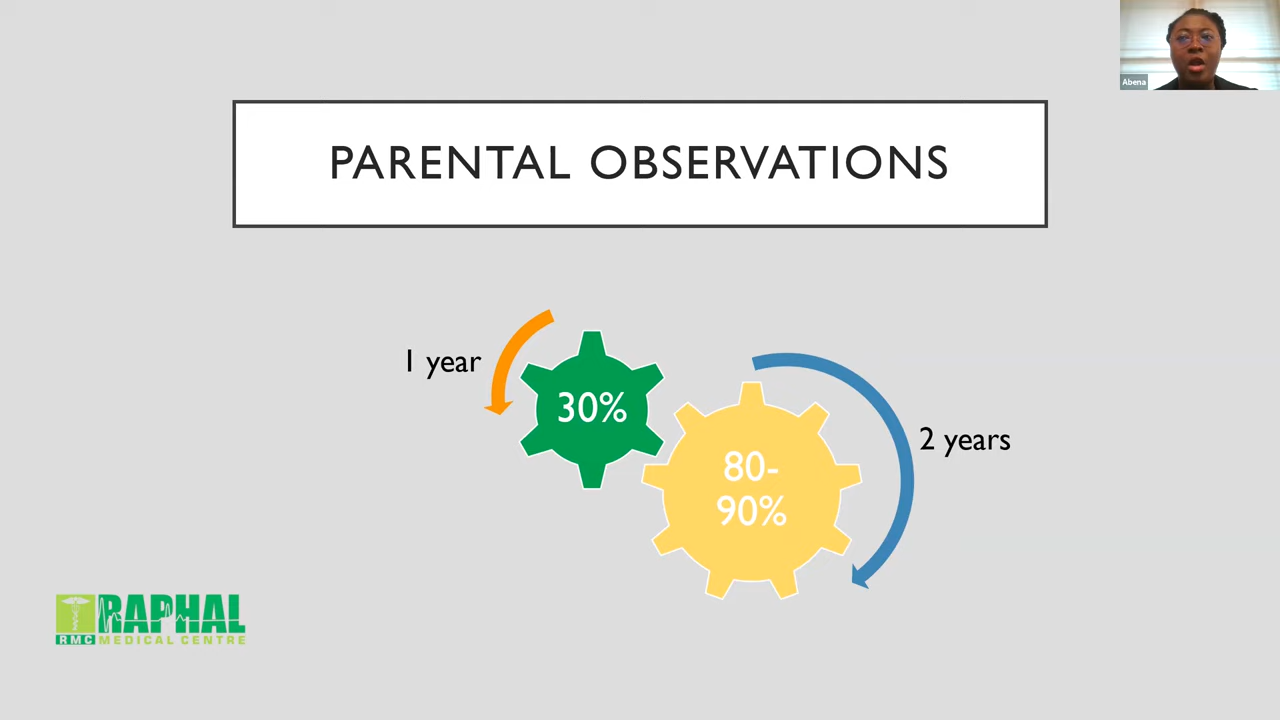 Abena
PARENTAL OBSERVATIONS
1 year
30%
80-
90%
2 years
RAPHAL
RMC MEDICAL CENTRE